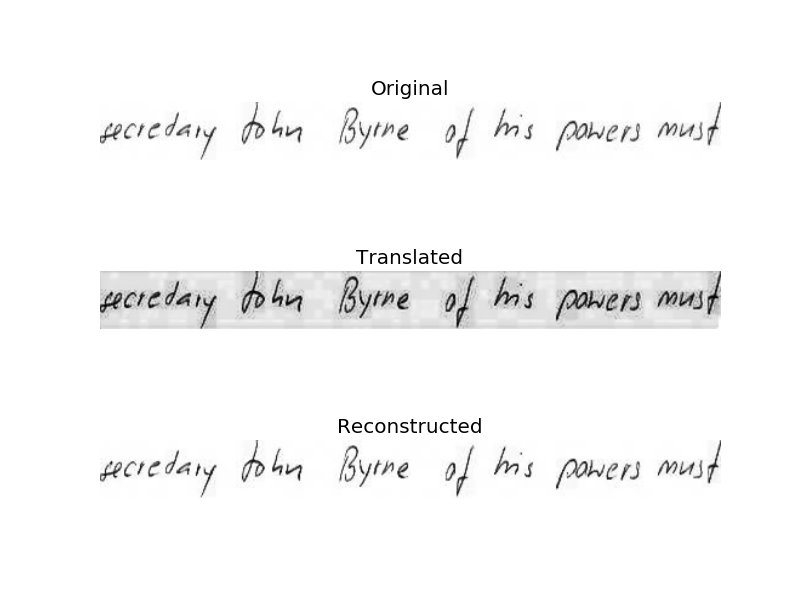 Original
secredary John Byrne of his powers must
Translated
secredary John Byrne of his powers must
Reconstructed
secredary John Byrne of his powers must